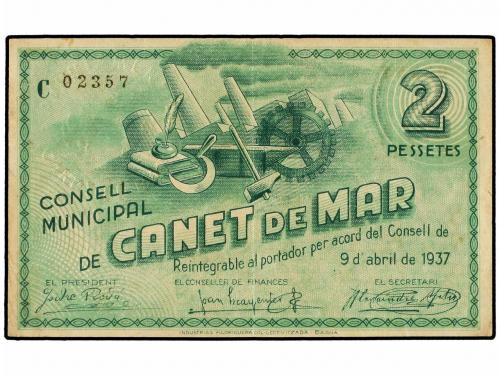 C 02357
2
PESSETES
CONSELL
MUNICIPAL
DE CANET DE MAR
Reintegrable al portador per acord del Consell de
9 d'abril de 1937
EL PRESIDENT
EL CONSELLER DE FINANCES
EL SECRETARI